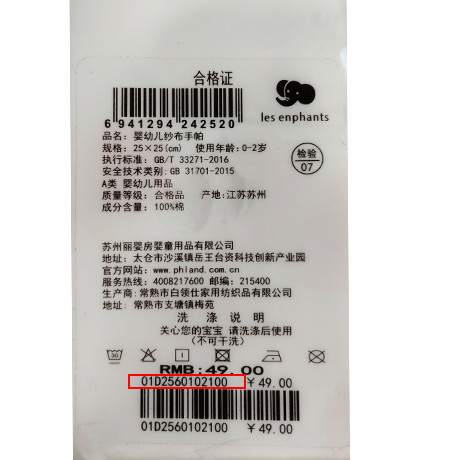 合格证
les enphants
6 941294 242520
品名: 婴幼儿纱布手帕
规格: 25×25(cm) 使用年龄: 0-2岁
执行标准: GB/T 33271-2016
检验
07
安全技术类别: GB 31701-2015
A类 婴幼儿用品
质量等级: 合格品 产地: 江苏苏州
成分含量: 100%棉
苏州丽婴房婴童用品有限公司
地址: 太仓市沙溪镇岳王台资科技创新产业园
官方网站: www.phland.com.cn
服务热线: 4008217600 邮编: 215400
生产商: 常熟市白领仕家用纺织品有限公司
地址: 常熟市支塘镇梅苑
洗涤说明
关心您的宝宝 请洗涤后使用
(不可干洗)
RMB:49.00
01D2560102100 ¥49.00
01D2560102100 ¥49.00